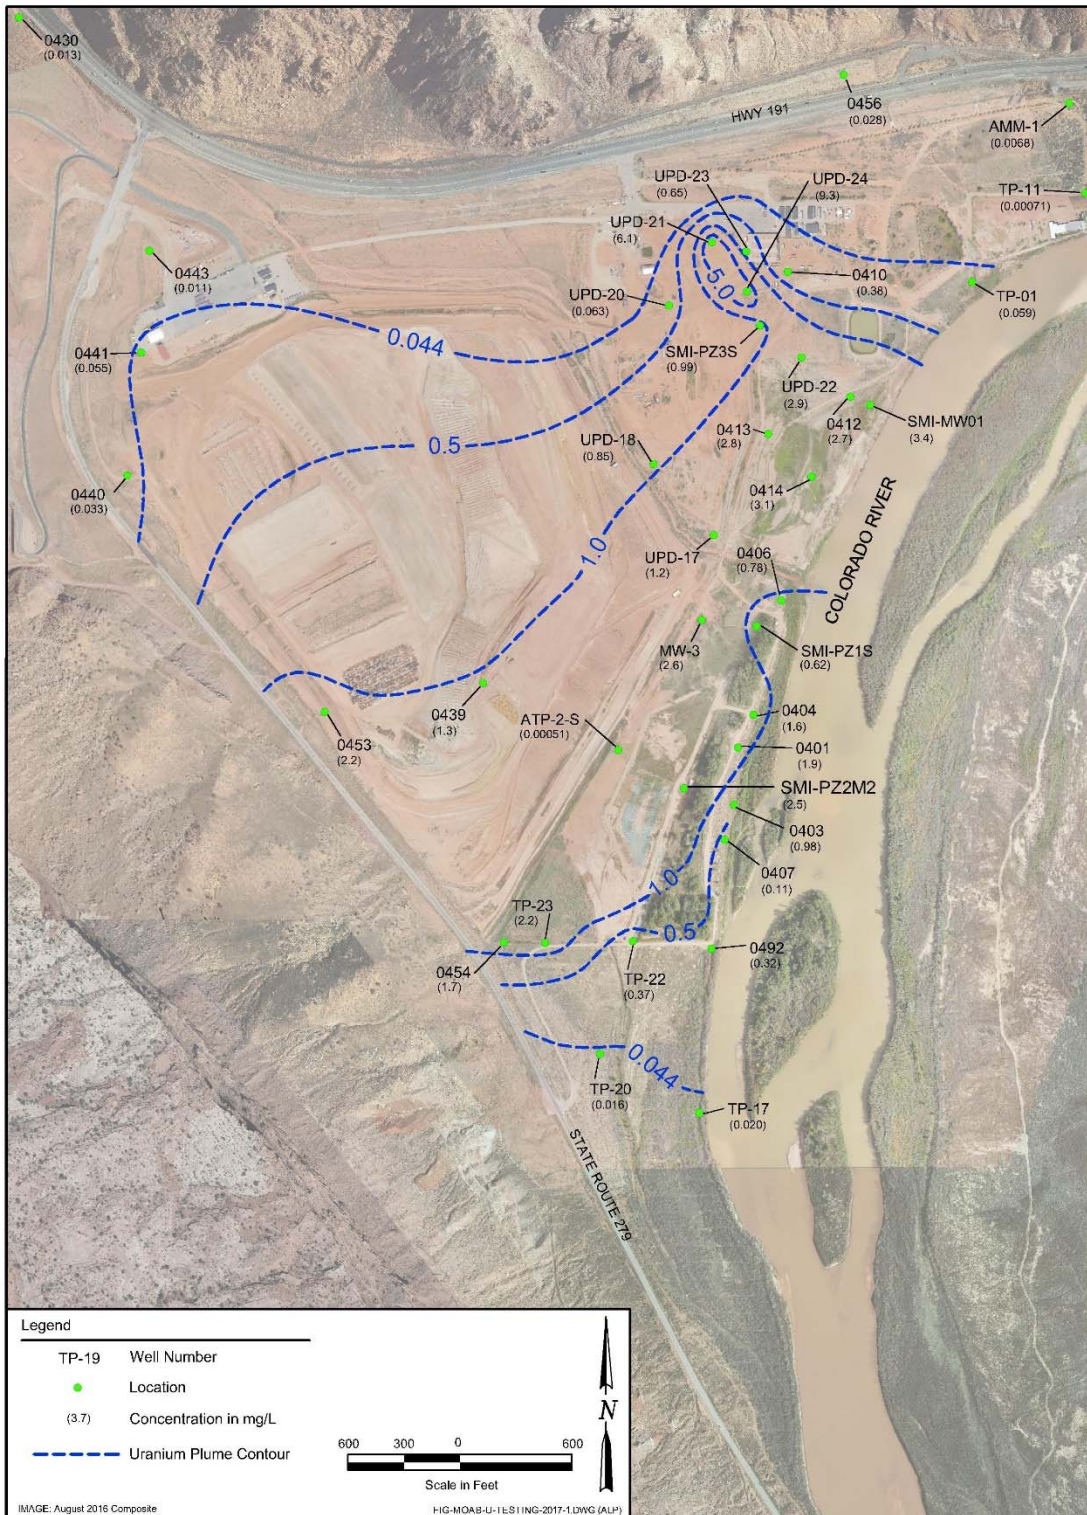 0430
(0.013)
0456
(0.028)
HWY 191
AMM-1
(0.0068)
TP-11
(0.00071)
UPD-23
(0.65)
UPD-24
(9.3)
UPD-21
(6.1)
0443
(0.011)
5.0
0410
(0.38)
TP-01
(0.059)
UPD-20
(0.063)
0.044
0441
(0.055)
SMI-PZ3S
(0.99)
UPD-22
(2.9)
0412
(2.7)
SMI-MW01
(3.4)
0413
(2.8)
0.5
UPD-18
(0.85)
0440
(0.033)
0414
(3.1)
COLORADO RIVER
1.0
UPD-17
(1.2)
0406
(0.78)
MW-3
(2.6)
SMI-PZ1S
(0.62)
0439
(1.3)
ATP-2-S
(0.00051)
0404
(1.6)
0453
(2.2)
0401
(1.9)
SMI-PZ2M2
(2.5)
0403
(0.98)
0407
(0.11)
1.0
TP-23
(2.2)
0.5
0454
(1.7)
TP-22
(0.37)
0492
(0.32)
0.044
TP-20
(0.016)
TP-17
(0.020)
STATE ROUTE 279
Legend
TP-19 Well Number
Location
(3.7) Concentration in mg/L
Uranium Plume Contour
N
600 300 0 600
Scale in Feet
IMAGE: August 2016 Composite
FIG-MOAB-U-TESTING-2017-1.DWG (ALP)